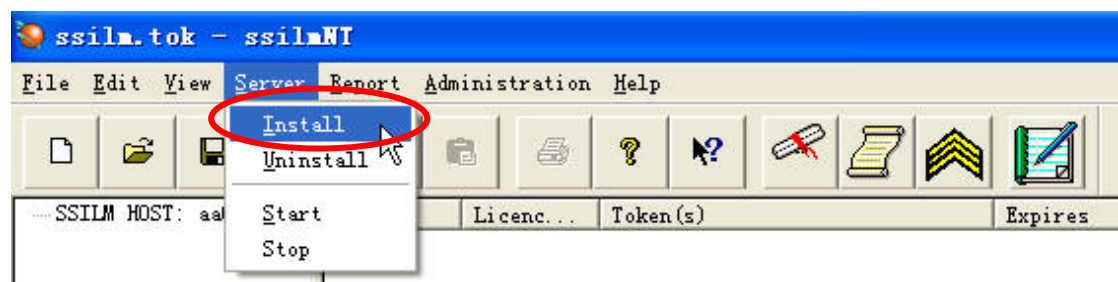 ssilm.tok - ssilmNT
File Edit View Server Report Administration Help
Install
Uninstall
SSILM HOST: Start Licenc... Token(s) Expires
Stop